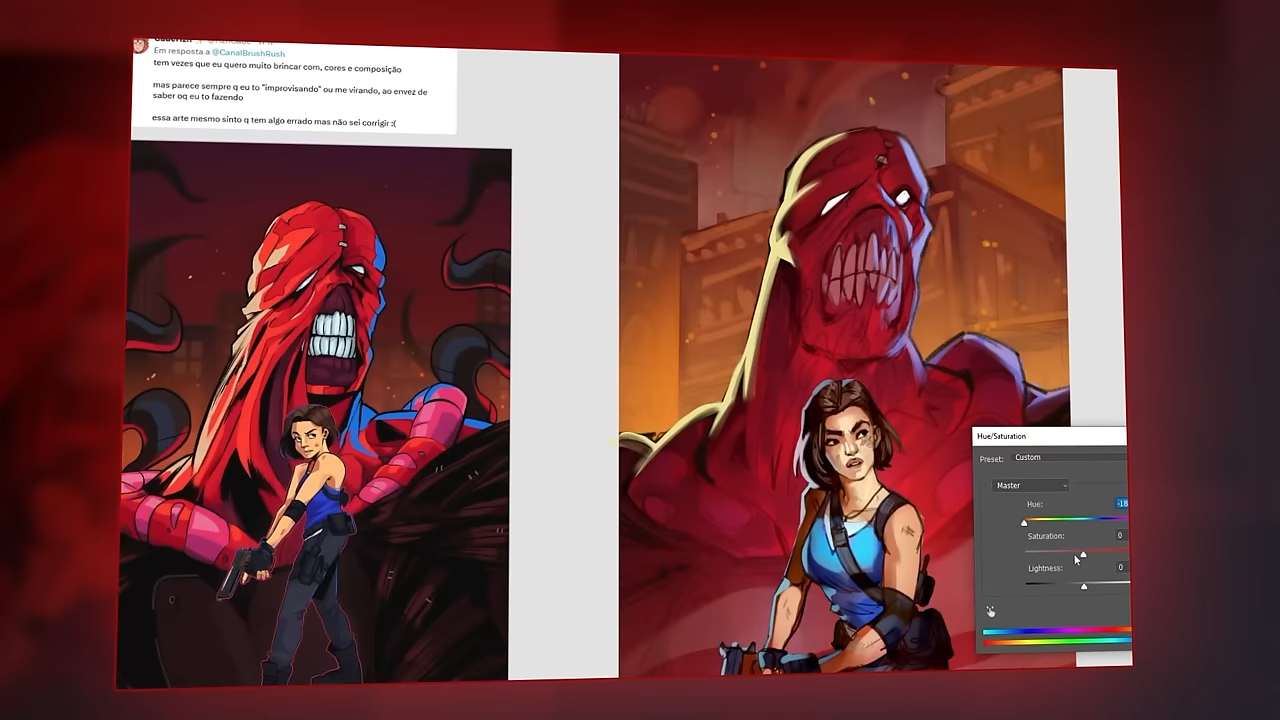 Em resposta a @CanalBrushRush
tem vezes que eu quero muito brincar com, cores e composição
mas parece sempre q eu to "improvisando" ou me virando, ao envez de
saber oq eu to fazendo
essa arte mesmo sinto q tem algo errado mas não sei corrigir :(
Hue/Saturation
Preset: Custom
Master
Hue: -18
Saturation: 0
Lightness: 0